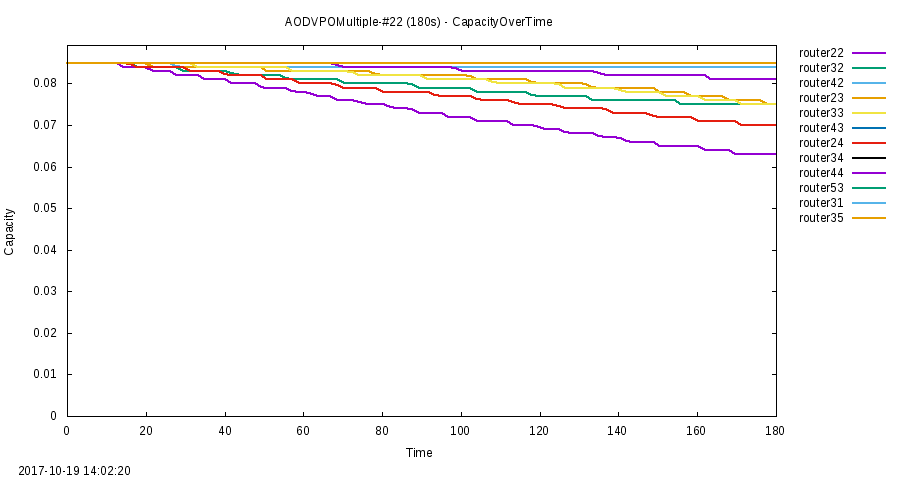 AODVPOMultiple-#22 (180s) - CapacityOverTime
router22
router32
router42
router23
router33
router43
router24
router34
router44
router53
router31
router35
0.08
0.07
0.06
0.05
0.04
0.03
0.02
0.01
0
Capacity
0 20 40 60 80 100 120 140 160 180
Time
2017-10-19 14:02:20